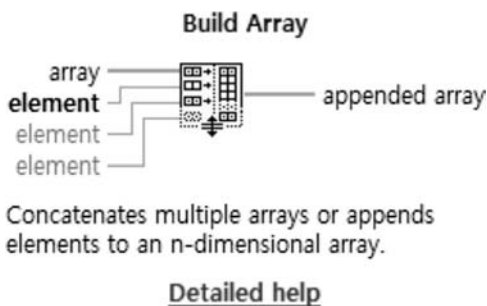 Build Array
array
element
element
element
appended array
Concatenates multiple arrays or appends
elements to an n-dimensional array.
Detailed help